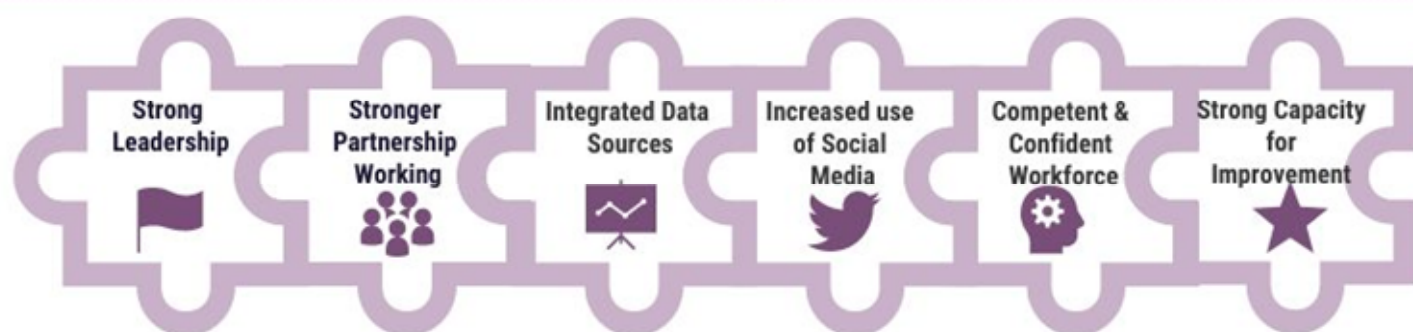 Strong
Leadership
Stronger
Partnership
Working
Integrated Data
Sources
Increased use
of Social
Media
Competent &
Confident
Workforce
Strong Capacity
for
Improvement